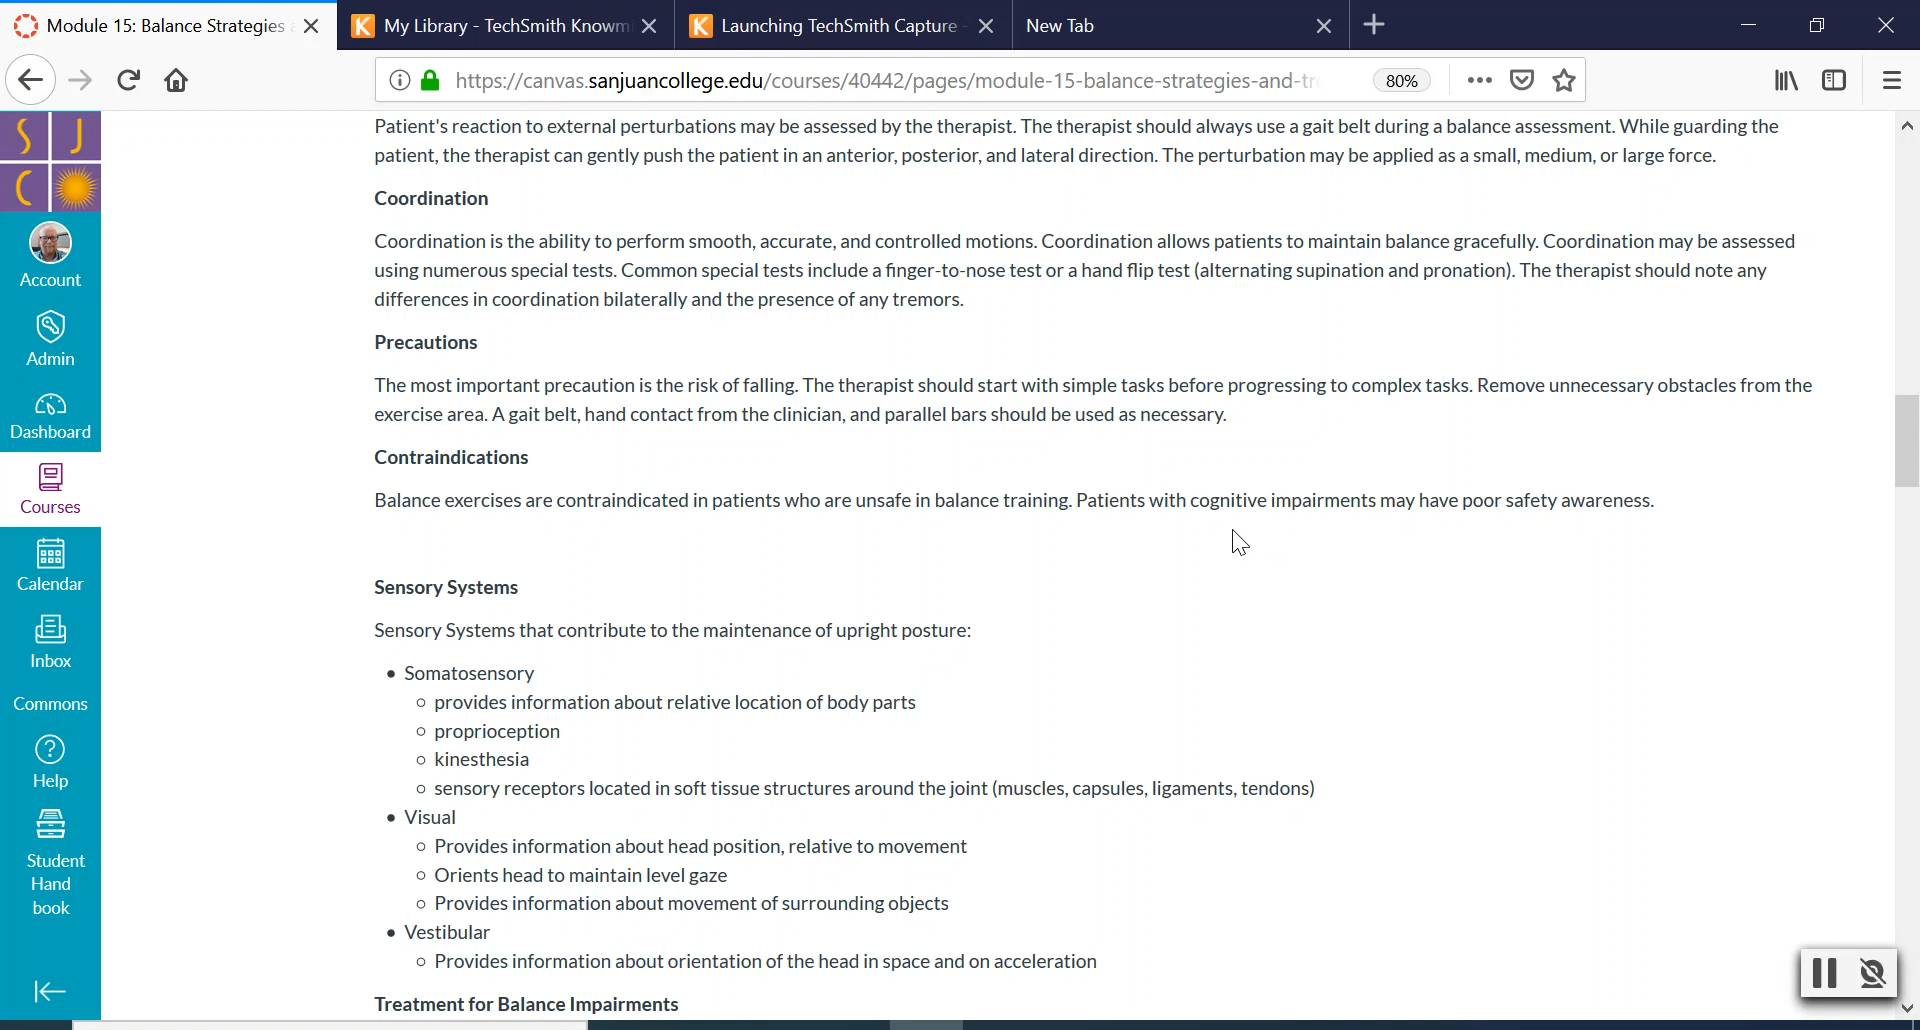 Module 15: Balance Strategies
My Library - TechSmith Knowm
Launching TechSmith Capture
New Tab
https://canvas.sanjuancollege.edu/courses/40442/pages/module-15-balance-strategies-and-tr
80%
S J
C
Account
Admin
Dashboard
Courses
Calendar
Inbox
Commons
Help
Student
Hand
book
Patient's reaction to external perturbations may be assessed by the therapist. The therapist should always use a gait belt during a balance assessment. While guarding the
patient, the therapist can gently push the patient in an anterior, posterior, and lateral direction. The perturbation may be applied as a small, medium, or large force.
Coordination
Coordination is the ability to perform smooth, accurate, and controlled motions. Coordination allows patients to maintain balance gracefully. Coordination may be assessed
using numerous special tests. Common special tests include a finger-to-nose test or a hand flip test (alternating supination and pronation). The therapist should note any
differences in coordination bilaterally and the presence of any tremors.
Precautions
The most important precaution is the risk of falling. The therapist should start with simple tasks before progressing to complex tasks. Remove unnecessary obstacles from the
exercise area. A gait belt, hand contact from the clinician, and parallel bars should be used as necessary.
Contraindications
Balance exercises are contraindicated in patients who are unsafe in balance training. Patients with cognitive impairments may have poor safety awareness.
Sensory Systems
Sensory Systems that contribute to the maintenance of upright posture:
• Somatosensory
○ provides information about relative location of body parts
○ proprioception
○ kinesthesia
○ sensory receptors located in soft tissue structures around the joint (muscles, capsules, ligaments, tendons)
• Visual
○ Provides information about head position, relative to movement
○ Orients head to maintain level gaze
○ Provides information about movement of surrounding objects
• Vestibular
○ Provides information about orientation of the head in space and on acceleration
Treatment for Balance Impairments